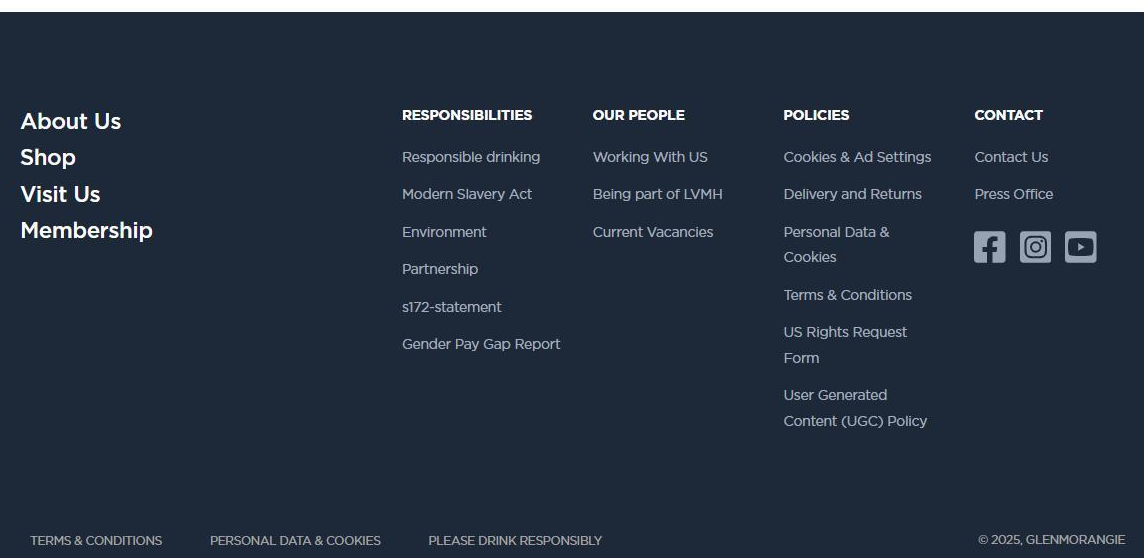 About Us
Shop
Visit Us
Membership
RESPONSIBILITIES
Responsible drinking
Modern Slavery Act
Environment
Partnership
s172-statement
Gender Pay Gap Report
OUR PEOPLE
Working With US
Being part of LVMH
Current Vacancies
POLICIES
Cookies & Ad Settings
Delivery and Returns
Personal Data &
Cookies
Terms & Conditions
US Rights Request
Form
User Generated
Content (UGC) Policy
CONTACT
Contact Us
Press Office
TERMS & CONDITIONS
PERSONAL DATA & COOKIES
PLEASE DRINK RESPONSIBLY
© 2025, GLENMORANGIE